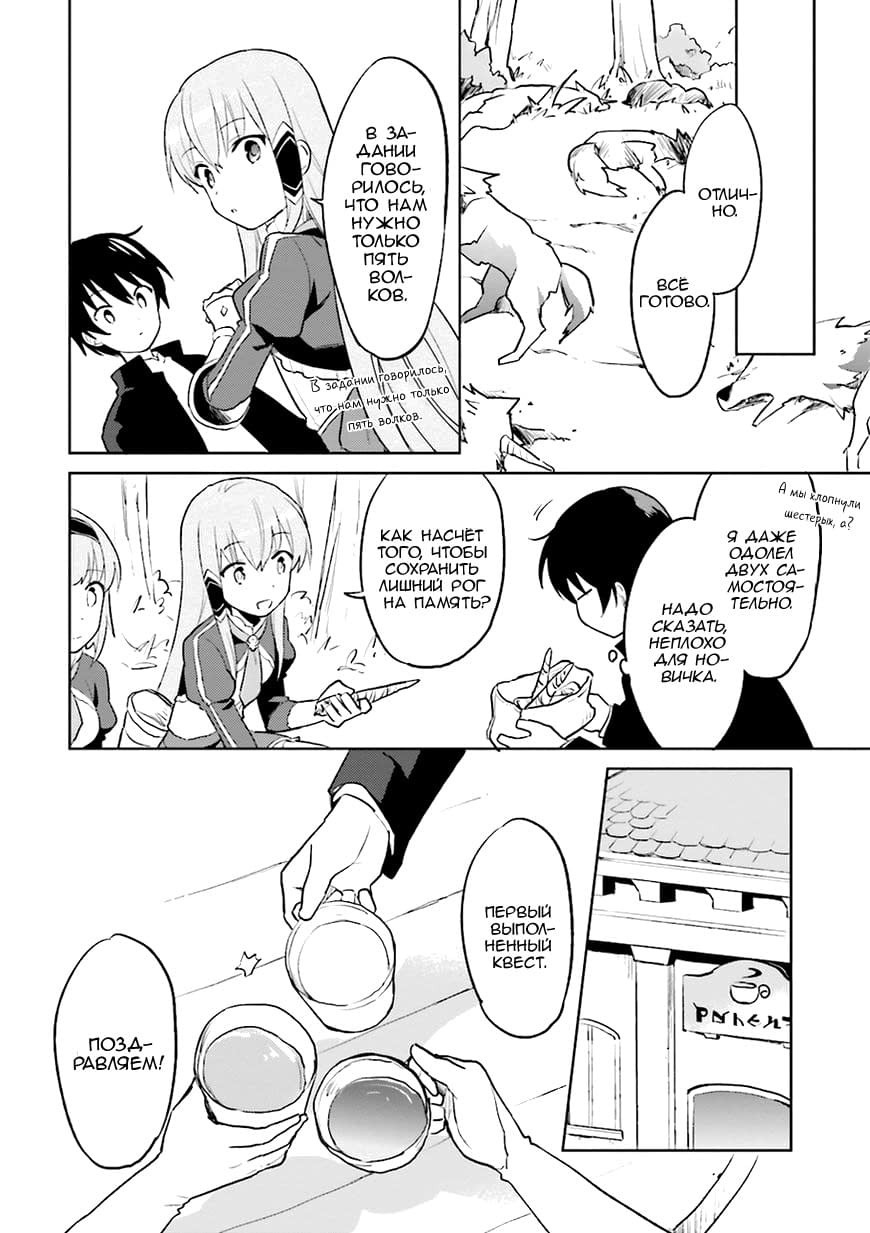 ОТЛИЧ-
НО.
ВСЁ
ГОТОВО.
В ЗА-
ДАНИИ
ГОВО-
РИЛОСЬ,
ЧТО НАМ
НУЖНО
ТОЛЬКО
ПЯТЬ
ВОЛ-
КОВ.
В задании говорилось,
что нам нужно только
пять волков.
А мы хлопнули
шестерых, а?
Я ДАЖЕ
ОДОЛЕЛ
ДВУХ СА-
МОСТОЯ-
ТЕЛЬНО.
НАДО
СКАЗАТЬ,
НЕПЛОХО
ДЛЯ НО-
ВИЧКА.
КАК НАСЧЁТ
ТОГО, ЧТОБЫ
СОХРАНИТЬ
ЛИШНИЙ РОГ
НА ПАМЯТЬ?
ПЕРВЫЙ
ВЫПОЛ-
НЕННЫЙ
КВЕСТ.
ПОЗД-
РАВЛЯЕМ!